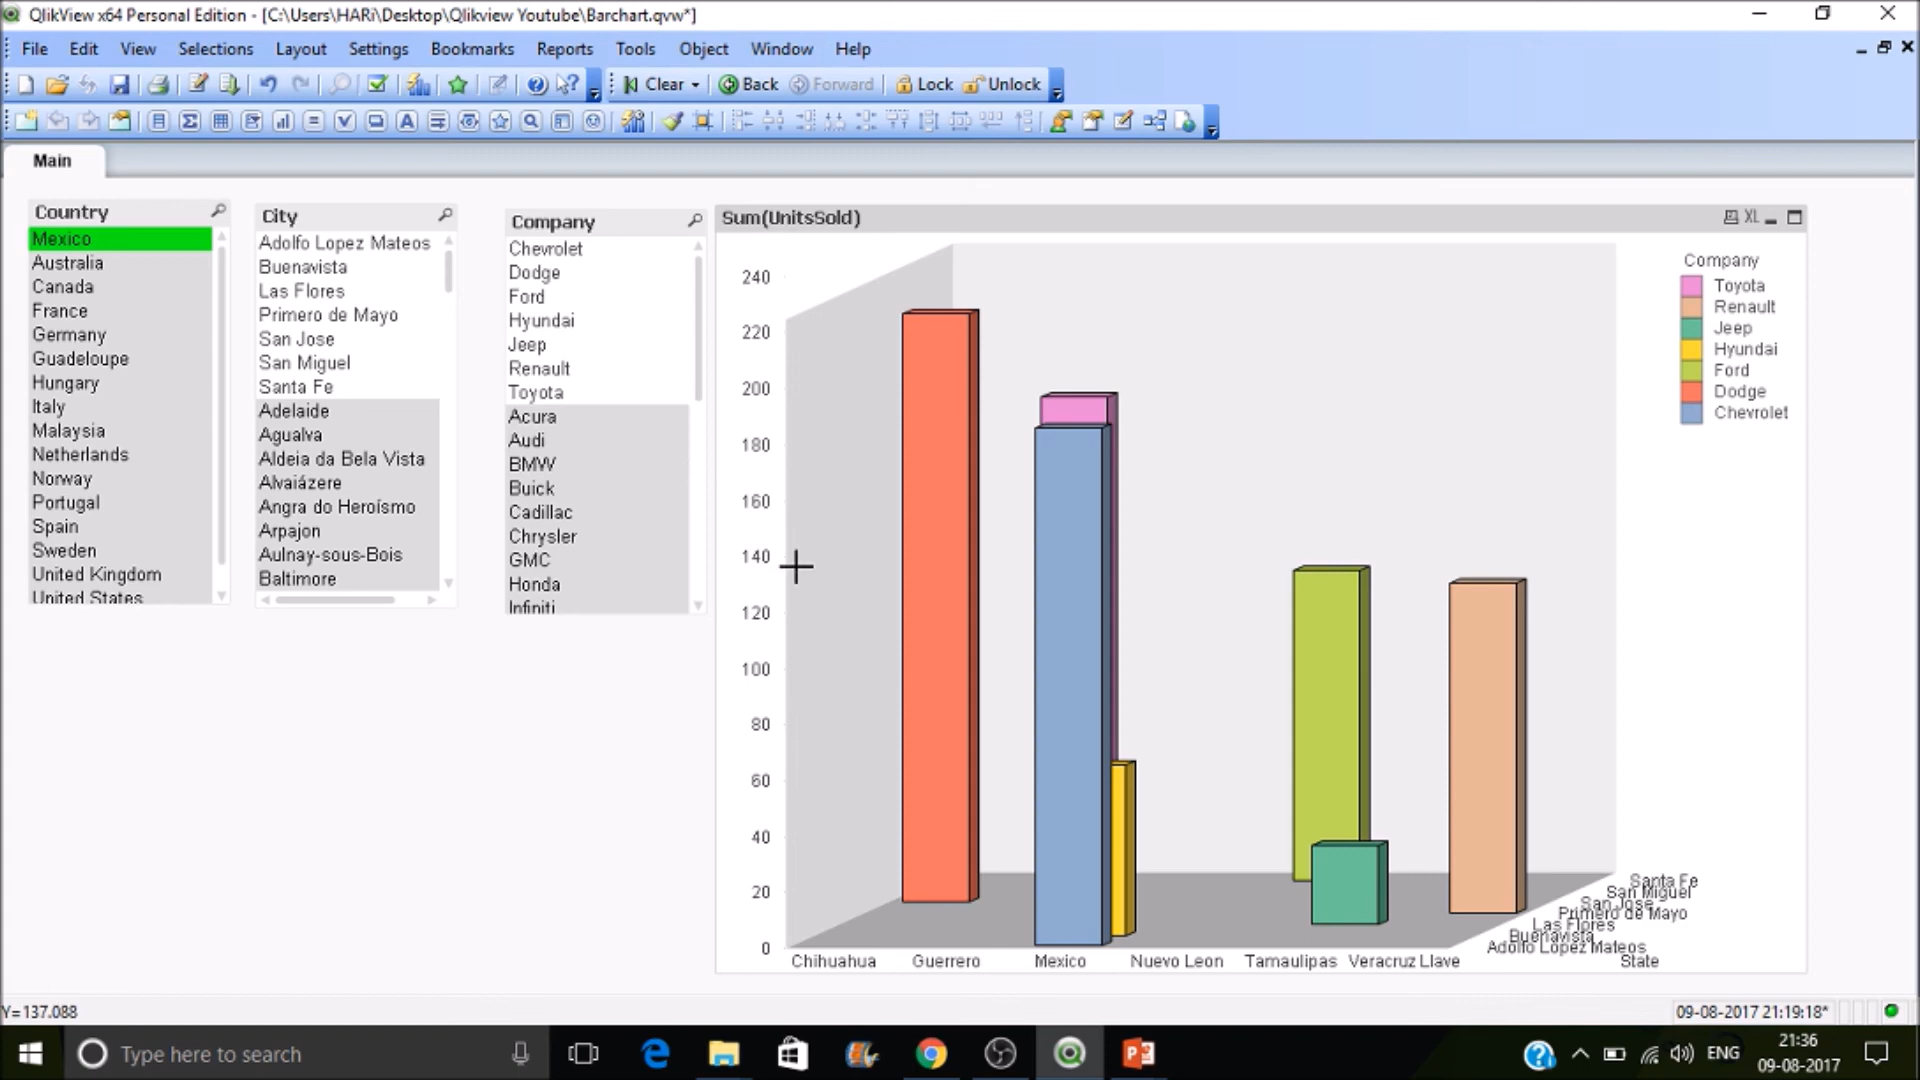 QlikView x64 Personal Edition - [C:\Users\HARi\Desktop\Qlikview Youtube\Barchart.qvw*]
File Edit View Selections Layout Settings Bookmarks Reports Tools Object Window Help
Clear Back Forward Lock Unlock
Main
Country
Mexico
Australia
Canada
France
Germany
Guadeloupe
Hungary
Italy
Malaysia
Netherlands
Norway
Portugal
Spain
Sweden
United Kingdom
United States
City
Adolfo Lopez Mateos
Buenavista
Las Flores
Primero de Mayo
San Jose
San Miguel
Santa Fe
Adelaide
Agualva
Aldeia da Bela Vista
Alvaiázere
Angra do Heroísmo
Arpajon
Aulnay-sous-Bois
Baltimore
Company
Chevrolet
Dodge
Ford
Hyundai
Jeep
Renault
Toyota
Acura
Audi
BMW
Buick
Cadillac
Chrysler
GMC
Honda
Infiniti
Sum(UnitsSold)
XL
240
220
200
180
160
140
120
100
80
60
40
20
0
Chihuahua Guerrero Mexico Nuevo Leon Tamaulipas Veracruz Llave
Santa Fe
San Miguel
San Jose
Primero de Mayo
Las Flores
Buenavista
Adolfo Lopez Mateos
State
Company
Toyota
Renault
Jeep
Hyundai
Ford
Dodge
Chevrolet
Y=137.088
09-08-2017 21:19:18*
Type here to search
ENG
21:36
09-08-2017